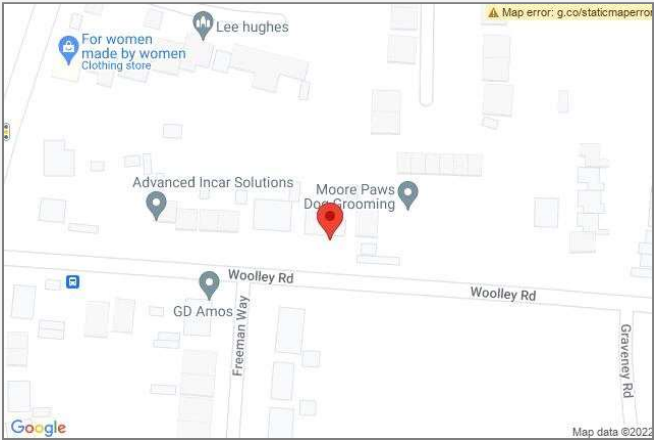 Map error: g.co/staticmaperror
Lee hughes
For women
made by women
Clothing store
Advanced Incar Solutions
Moore Paws
Dog Grooming
Woolley Rd
Woolley Rd
GD Amos
Freeman Way
Graveney Rd
Google
Map data ©2022